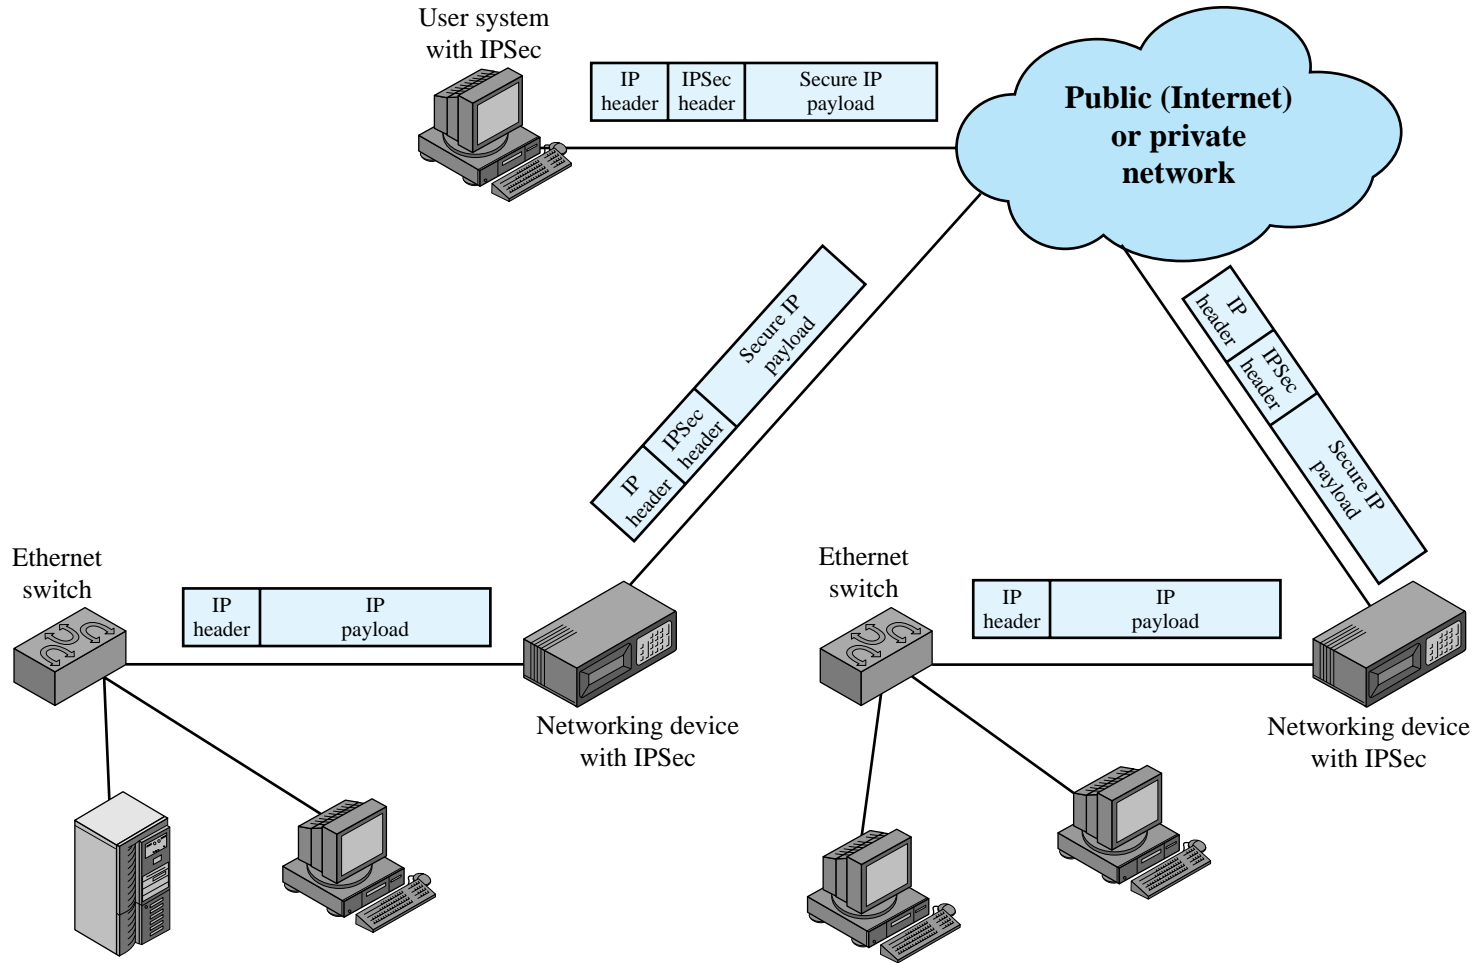 User system
with IPSec
IP
header
IPSec
header
Secure IP
payload
Public (Internet)
or private
network
IP
header
IPSec
header
Secure IP
payload
IP
header
IPSec
header
Secure IP
payload
Ethernet
switch
IP
header
IP
payload
Networking device
with IPSec
Ethernet
switch
IP
header
IP
payload
Networking device
with IPSec